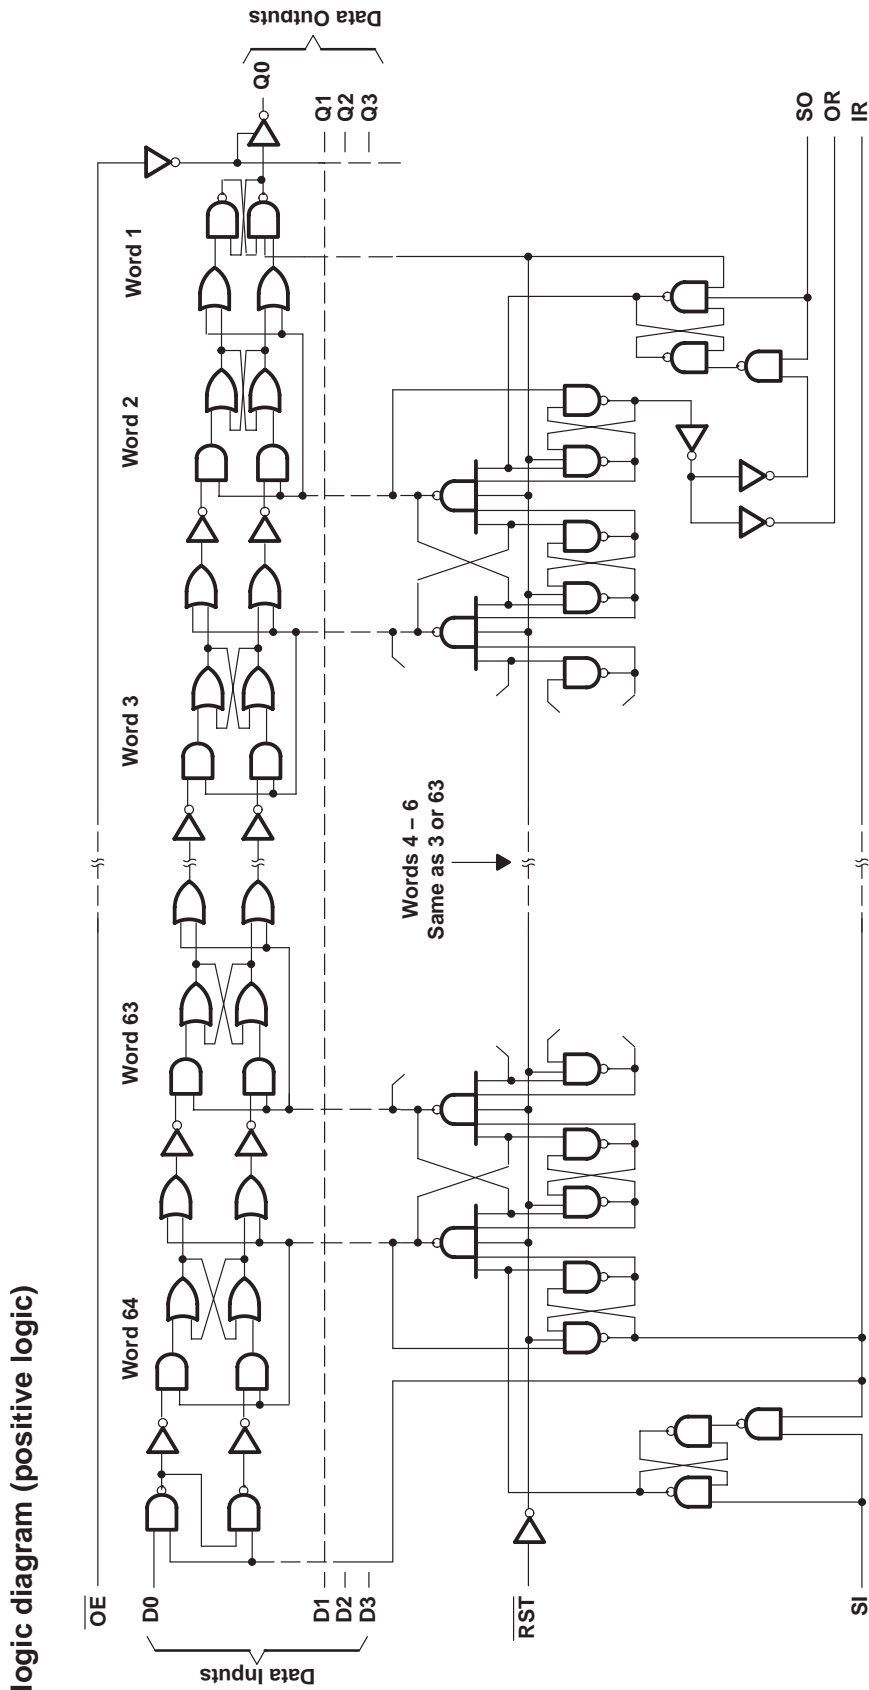 logic diagram (positive logic)
OE
D0
D1
D2
D3
Data Inputs
RST
SI
Word 64
Word 63
Words 4 – 6
Same as 3 or 63
Word 3
Word 2
Word 1
Q0
Q1
Q2
Q3
Data Outputs
SO
OR
IR